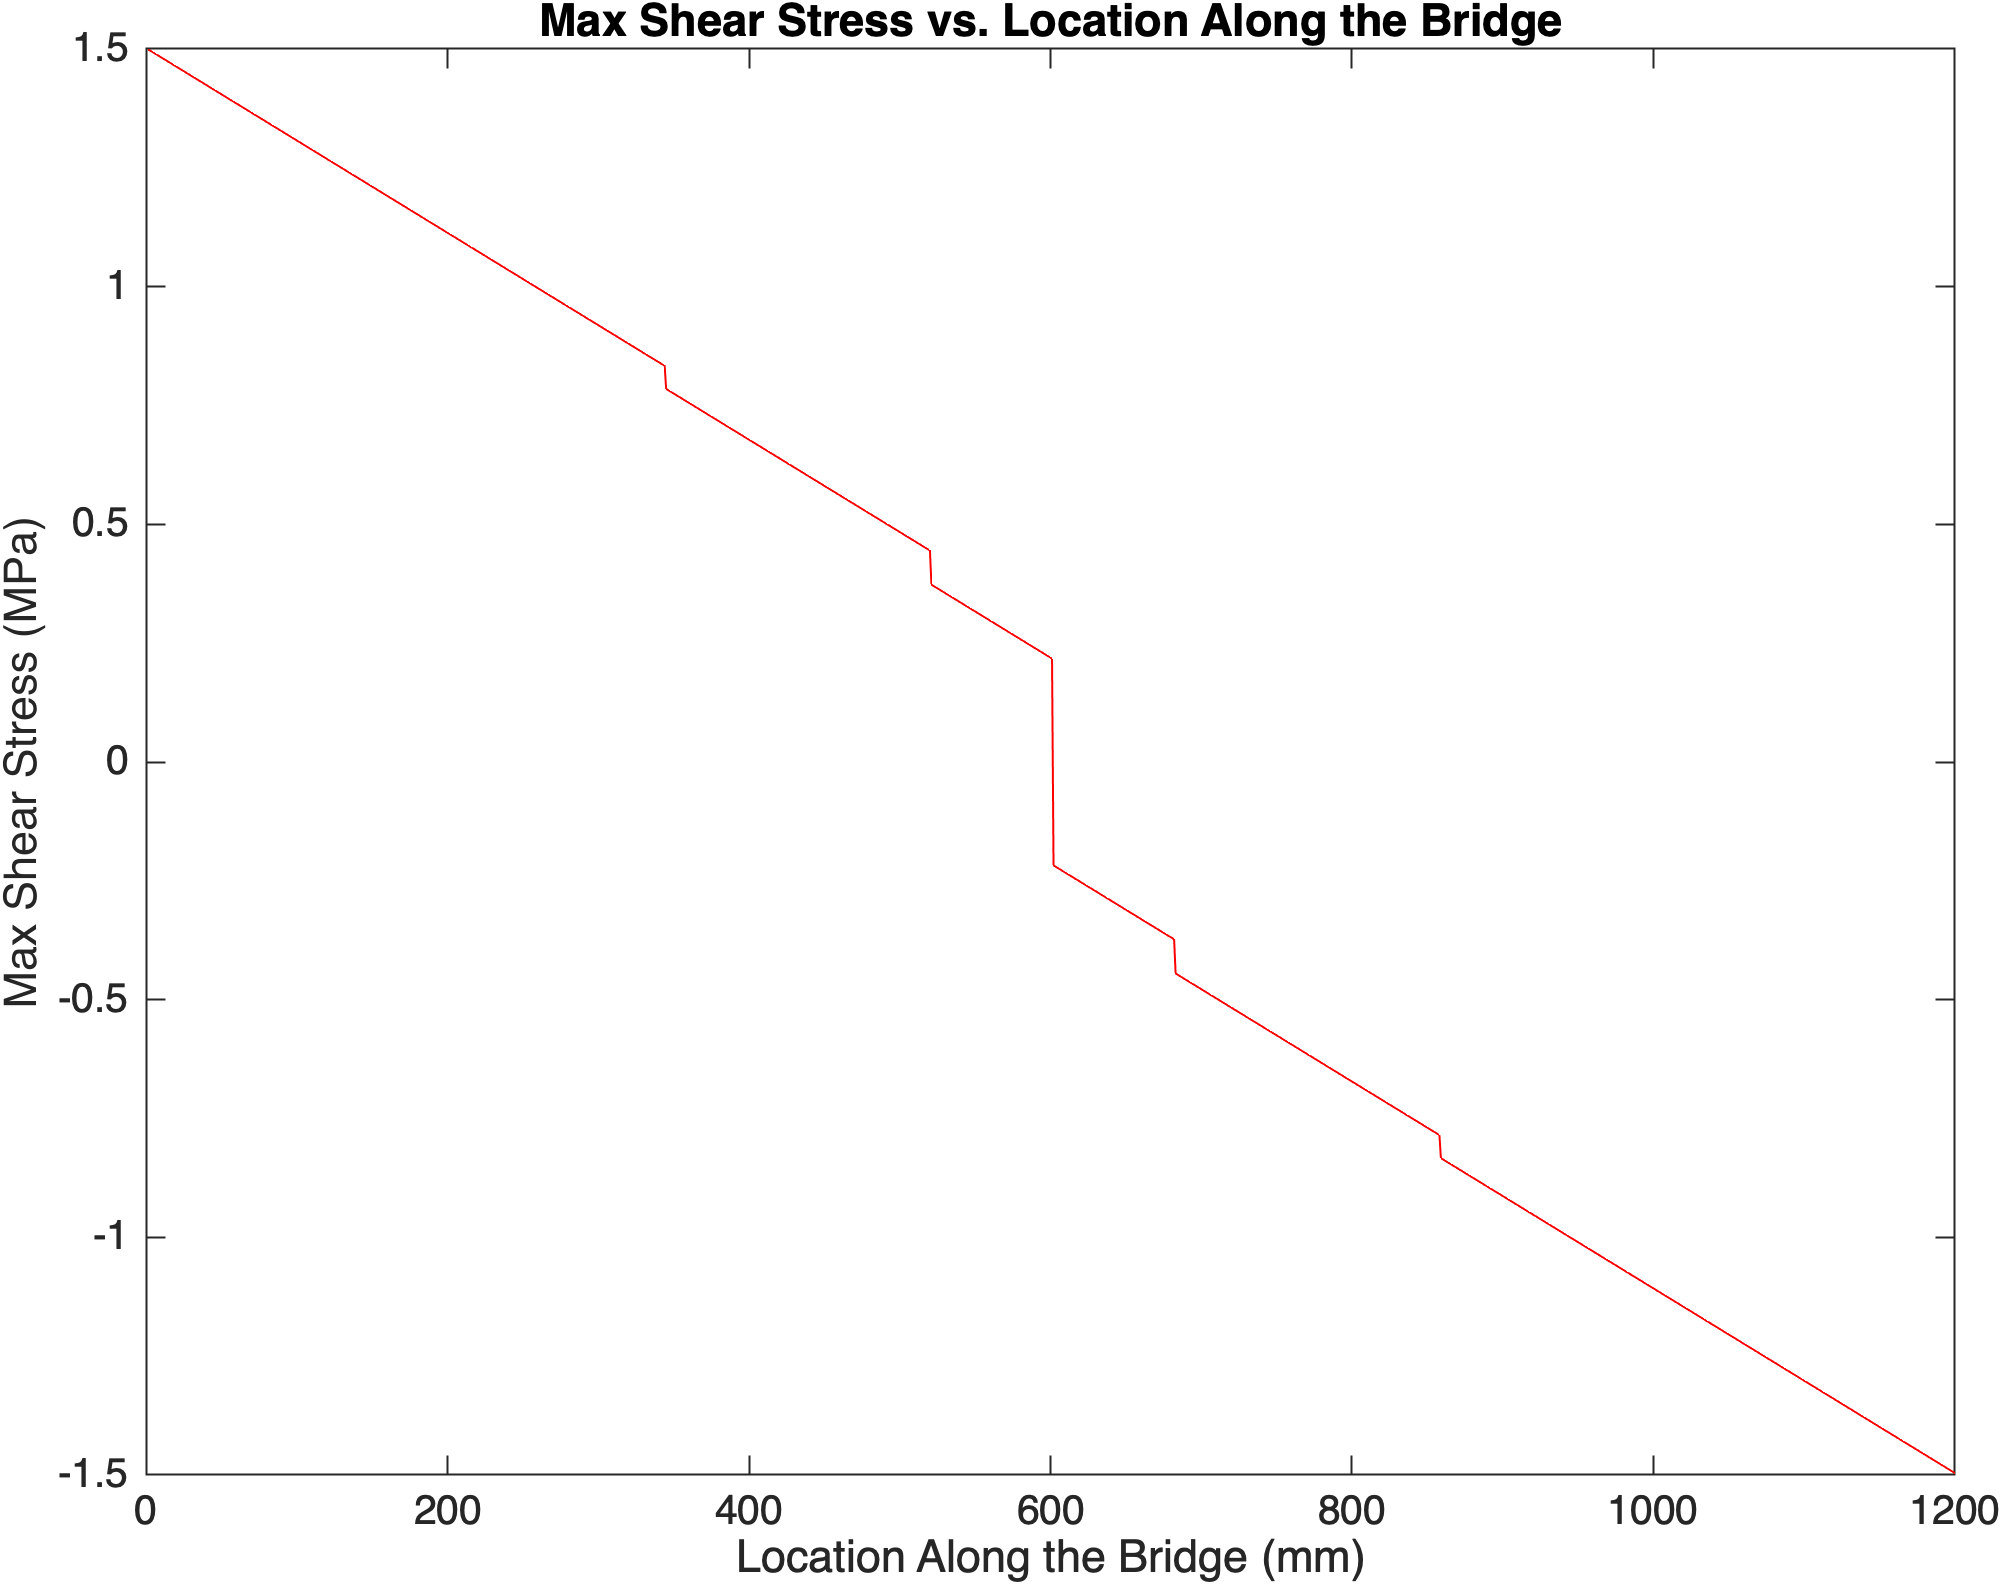 Max Shear Stress vs. Location Along the Bridge
Max Shear Stress (MPa)
1.5
1
0.5
0
-0.5
-1
-1.5
0 200 400 600 800 1000 1200
Location Along the Bridge (mm)